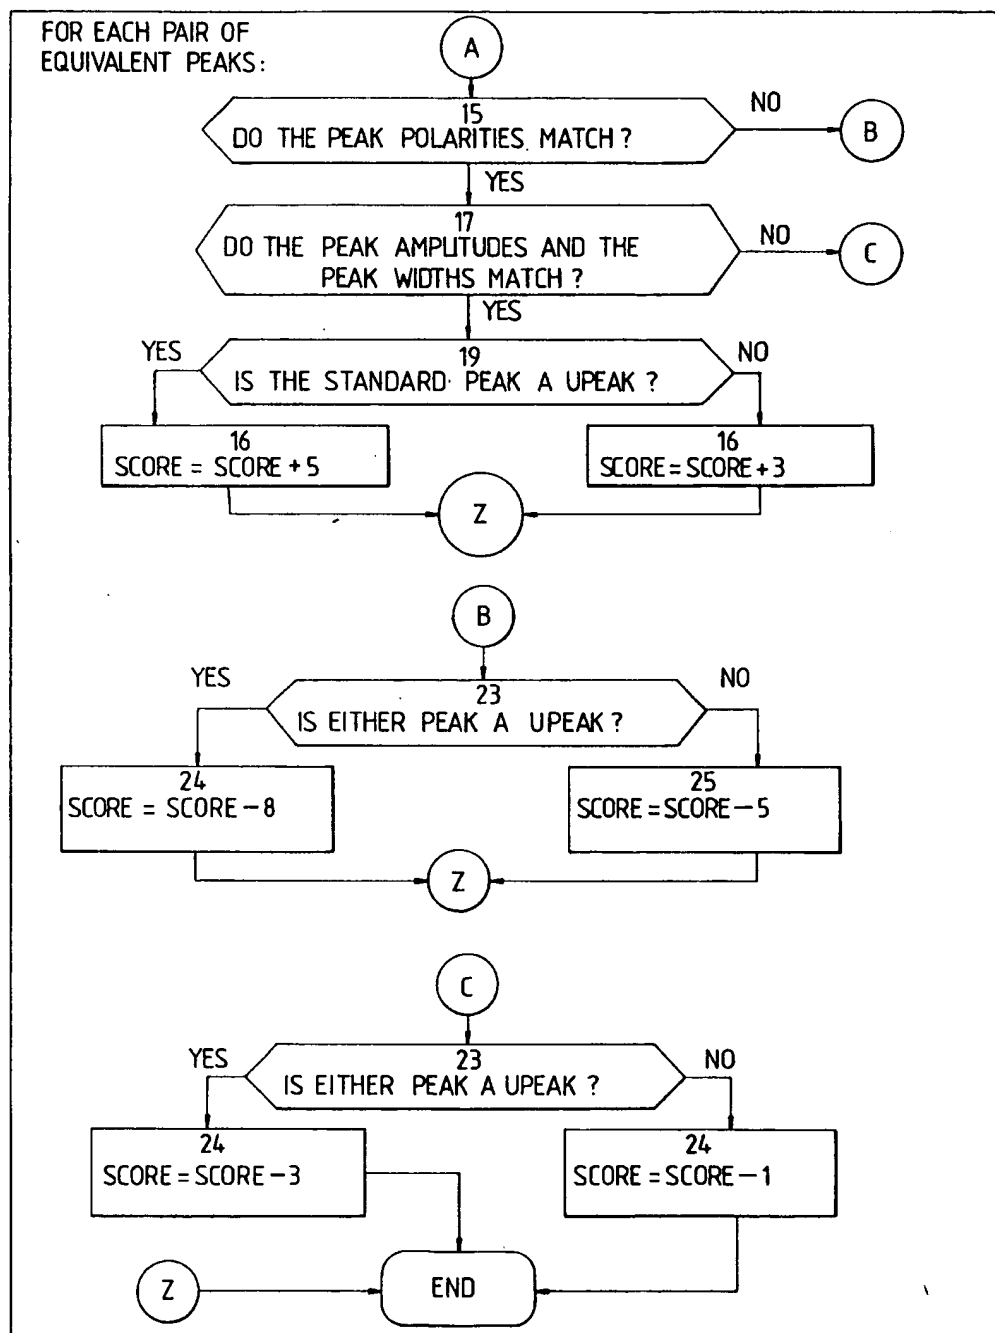 FOR EACH PAIR OF
EQUIVALENT PEAKS:
A
15
DO THE PEAK POLARITIES MATCH?
NO
B
YES
17
DO THE PEAK AMPLITUDES AND THE
PEAK WIDTHS MATCH?
NO
C
YES
19
IS THE STANDARD PEAK A UPEAK?
YES
NO
16
SCORE = SCORE + 5
16
SCORE = SCORE + 3
Z
B
23
IS EITHER PEAK A UPEAK?
YES
NO
24
SCORE = SCORE - 8
25
SCORE = SCORE - 5
Z
C
23
IS EITHER PEAK A UPEAK?
YES
NO
24
SCORE = SCORE - 3
24
SCORE = SCORE - 1
Z
END